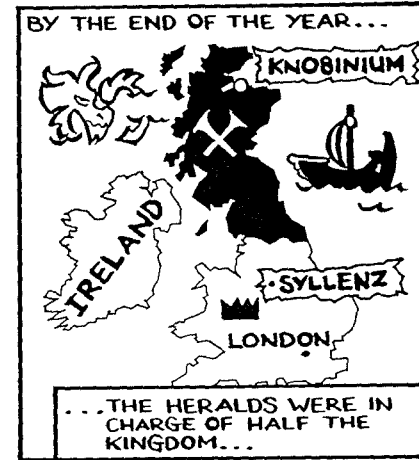 BY THE END OF THE YEAR...
KNOBINIUM
IRELAND
SYLLENZ
LONDON
...THE HERALDS WERE IN
CHARGE OF HALF THE
KINGDOM...